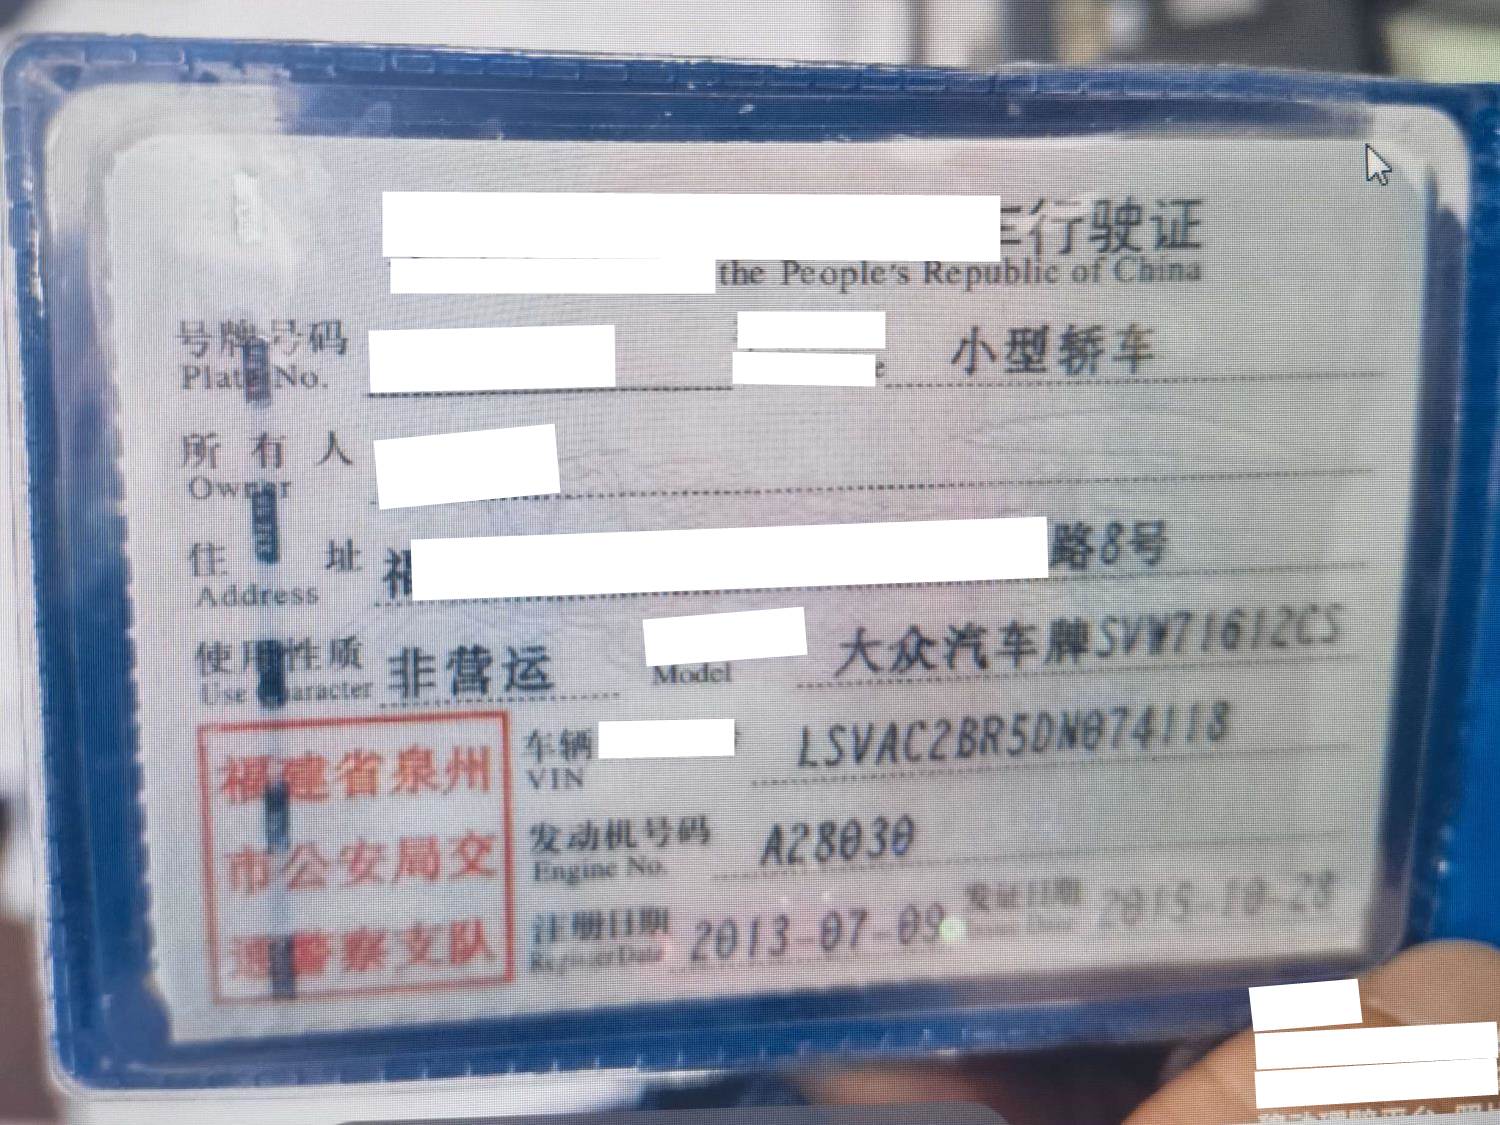 行驶证
the People's Republic of China
号牌号码 小型轿车
Plate No.
所有人
Owner
住址 路8号
Address
使用性质 非营运 大众汽车牌SVW71612CS
Use Character Model
福建省泉州
市公安局交
通警察支队
车辆 LSVAC2BR5DN074118
VIN
发动机号码 A28030
Engine No.
注册日期 2013-07-09 发证日期 2015-10-28
Register Date Issue Date